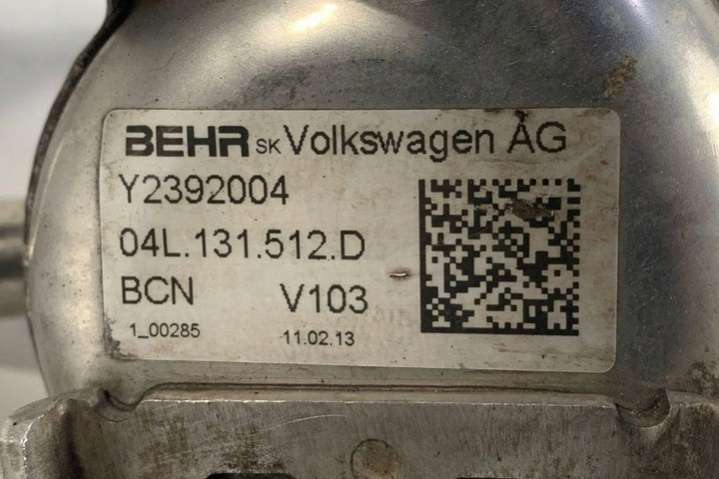 BEHR SK Volkswagen AG
Y2392004
04L.131.512.D
BCN V103
1_00285 11.02.13